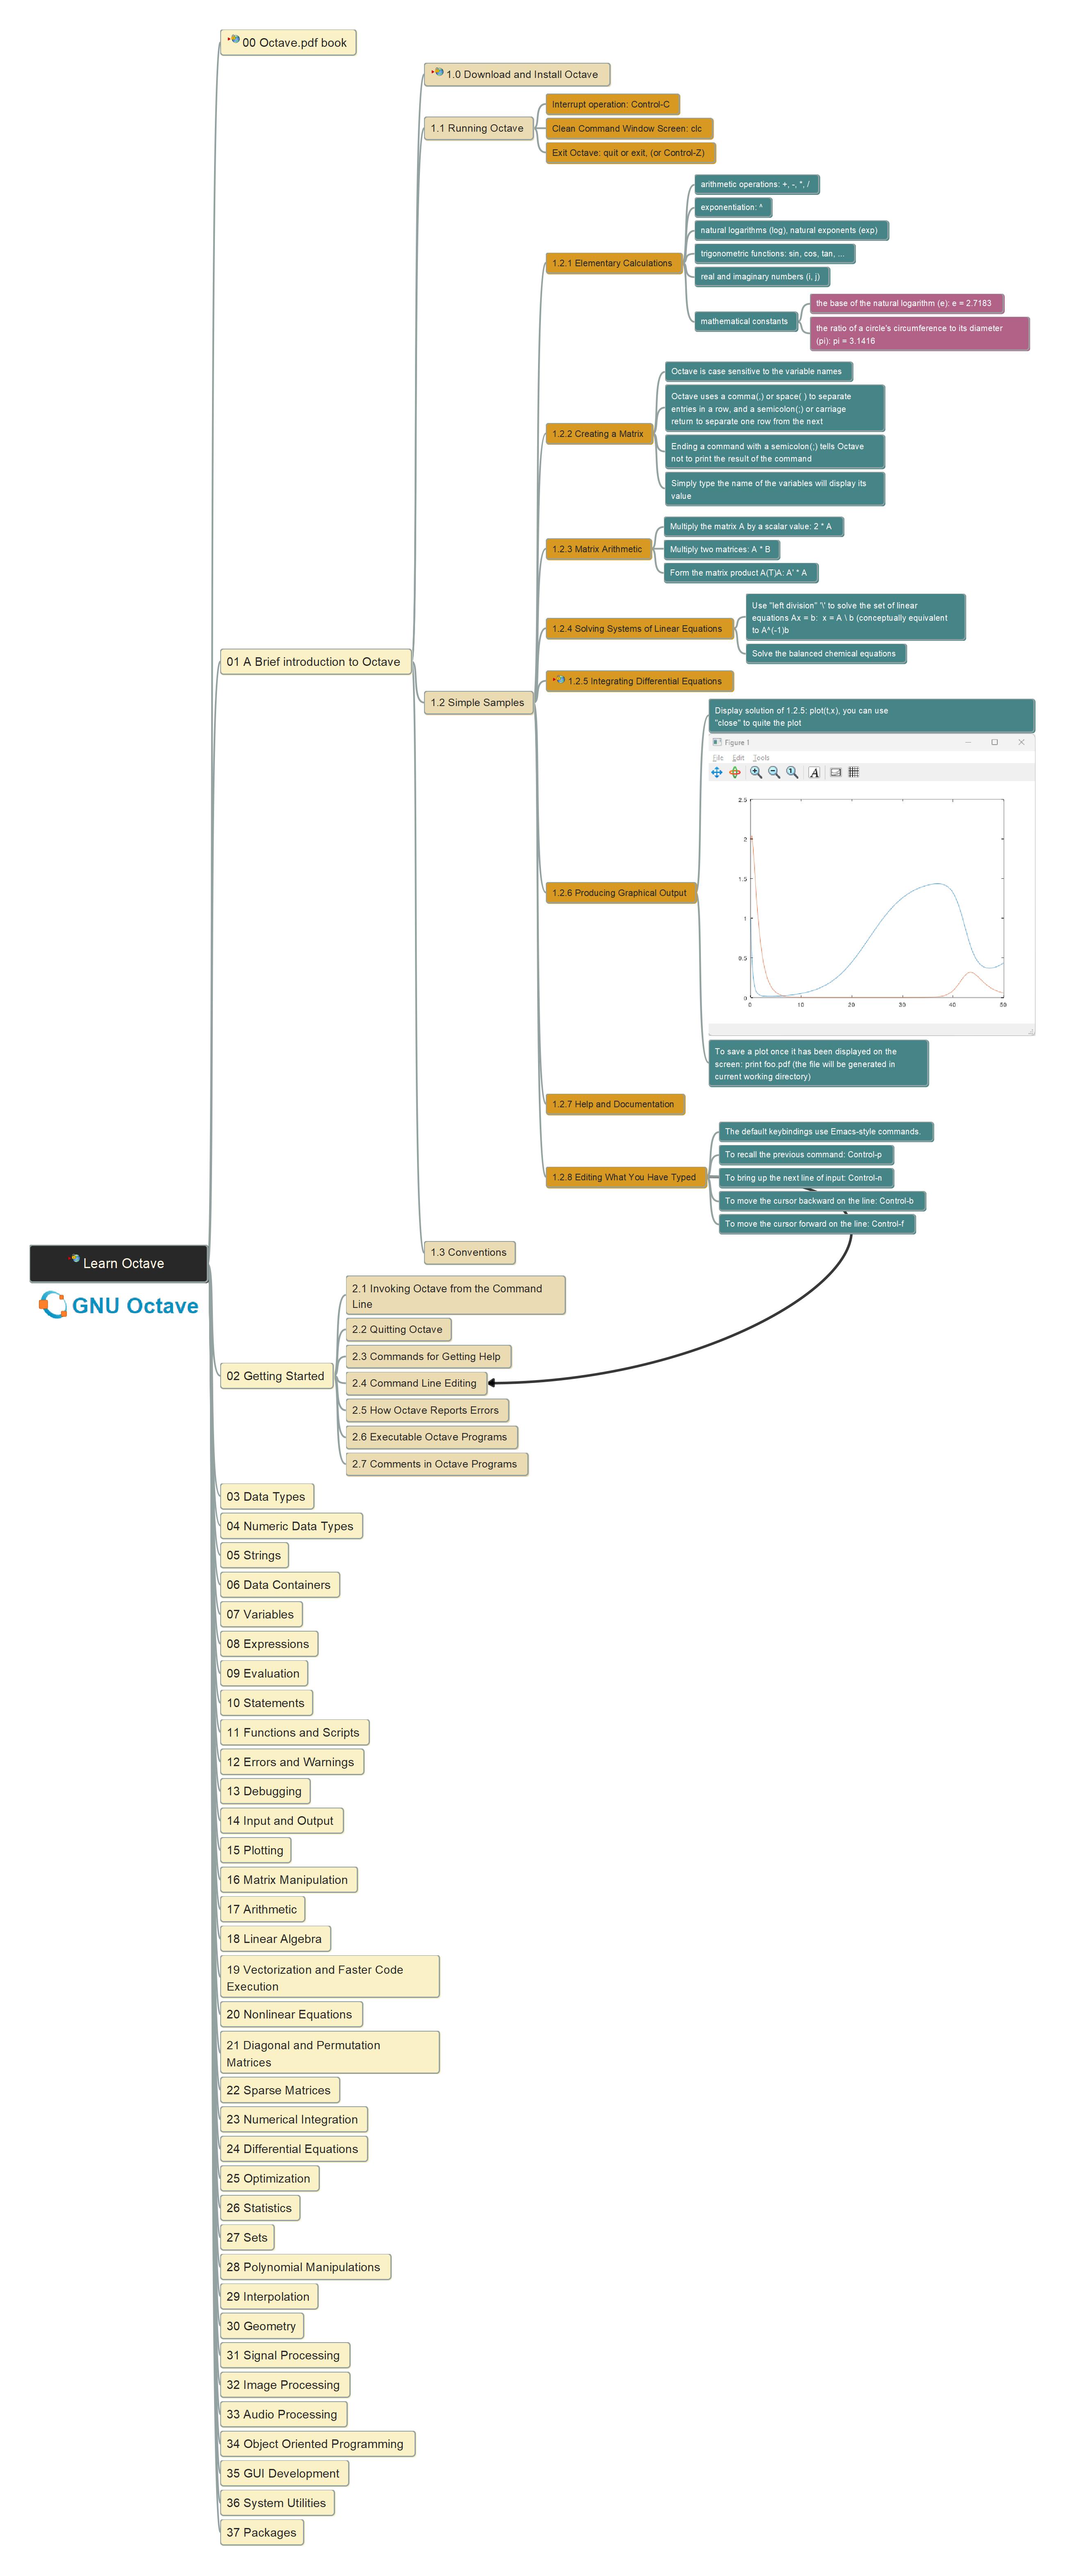 00 Octave.pdf book
1.0 Download and Install Octave
1.1 Running Octave
Interrupt operation: Control-C
Clean Command Window Screen: clc
Exit Octave: quit or exit, (or Control-Z)
arithmetic operations: +, -, *, /
exponentiation: ^
natural logarithms (log), natural exponents (exp)
trigonometric functions: sin, cos, tan, ...
1.2.1 Elementary Calculations
real and imaginary numbers (i, j)
mathematical constants
the base of the natural logarithm (e): e = 2.7183
the ratio of a circle's circumference to its diameter
(pi): pi = 3.1416
Octave is case sensitive to the variable names
Octave uses a comma(,) or space( ) to separate
entries in a row, and a semicolon(;) or carriage
return to separate one row from the next
1.2.2 Creating a Matrix
Ending a command with a semicolon(;) tells Octave
not to print the result of the command
Simply type the name of the variables will display its
value
Multiply the matrix A by a scalar value: 2 * A
1.2.3 Matrix Arithmetic
Multiply two matrices: A * B
Form the matrix product A(T)A: A' * A
Use "left division" '\' to solve the set of linear
equations Ax = b:  x = A \ b (conceptually equivalent
to A^(-1)b
1.2.4 Solving Systems of Linear Equations
Solve the balanced chemical equations
01 A Brief introduction to Octave
1.2.5 Integrating Differential Equations
1.2 Simple Samples
Display solution of 1.2.5: plot(t,x), you can use
"close" to quite the plot
Figure 1
File Edit Tools
A
2.5
2
1.5
1
0.5
0
0 10 20 30 40 50
1.2.6 Producing Graphical Output
To save a plot once it has been displayed on the
screen: print foo.pdf (the file will be generated in
current working directory)
1.2.7 Help and Documentation
The default keybindings use Emacs-style commands.
To recall the previous command: Control-p
1.2.8 Editing What You Have Typed
To bring up the next line of input: Control-n
To move the cursor backward on the line: Control-b
To move the cursor forward on the line: Control-f
1.3 Conventions
Learn Octave
GNU Octave
2.1 Invoking Octave from the Command
Line
2.2 Quitting Octave
2.3 Commands for Getting Help
02 Getting Started
2.4 Command Line Editing
2.5 How Octave Reports Errors
2.6 Executable Octave Programs
2.7 Comments in Octave Programs
03 Data Types
04 Numeric Data Types
05 Strings
06 Data Containers
07 Variables
08 Expressions
09 Evaluation
10 Statements
11 Functions and Scripts
12 Errors and Warnings
13 Debugging
14 Input and Output
15 Plotting
16 Matrix Manipulation
17 Arithmetic
18 Linear Algebra
19 Vectorization and Faster Code
Execution
20 Nonlinear Equations
21 Diagonal and Permutation
Matrices
22 Sparse Matrices
23 Numerical Integration
24 Differential Equations
25 Optimization
26 Statistics
27 Sets
28 Polynomial Manipulations
29 Interpolation
30 Geometry
31 Signal Processing
32 Image Processing
33 Audio Processing
34 Object Oriented Programming
35 GUI Development
36 System Utilities
37 Packages